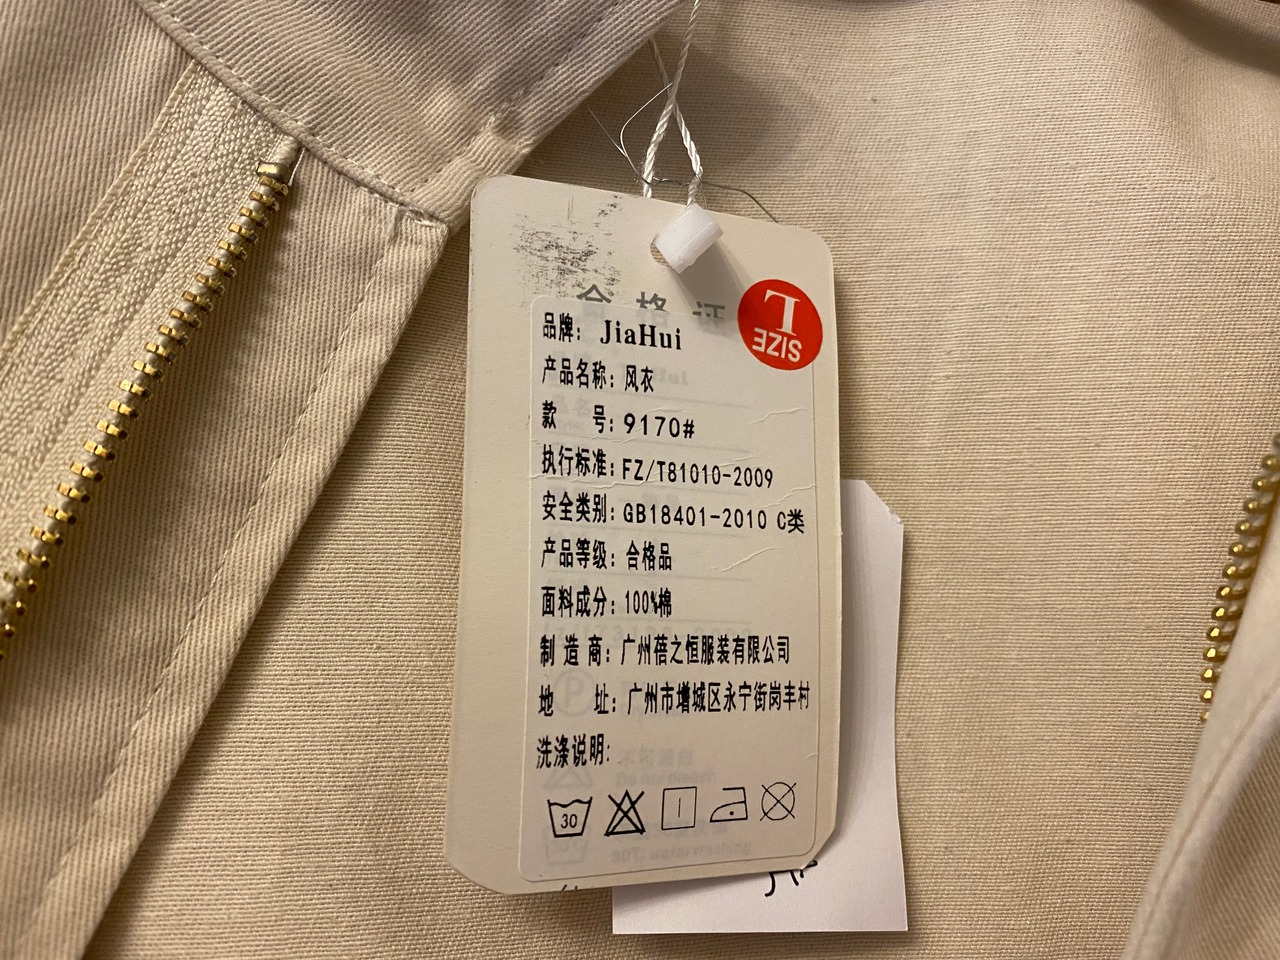 合格证
L
SIZE
品牌: JiaHui
产品名称: 风衣
款 号: 9170#
执行标准: FZ/T81010-2009
安全类别: GB18401-2010 C类
产品等级: 合格品
面料成分: 100%棉
制 造 商: 广州蓓之恒服装有限公司
地 址: 广州市增城区永宁街岗丰村
洗涤说明:
30